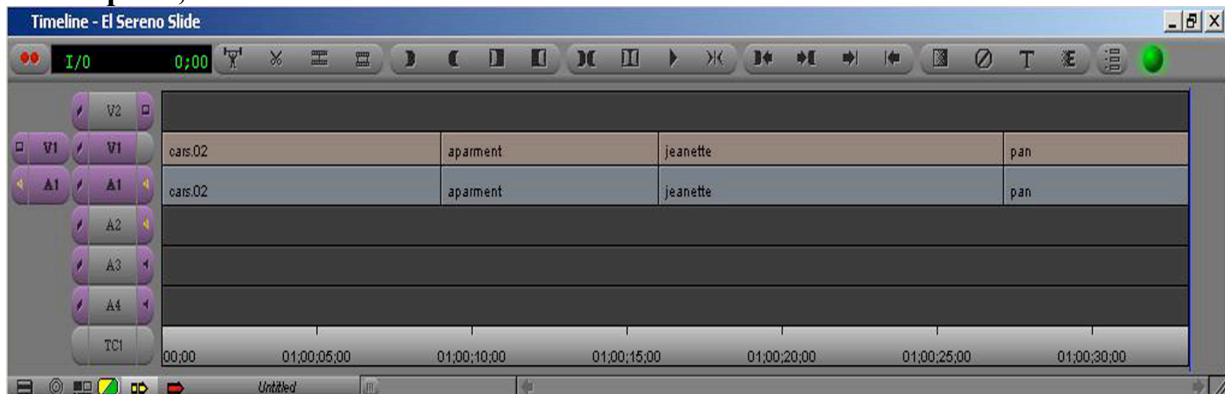 Timeline - El Sereno Slide
I/O 0;00 T E
V2
V1 V1 cars.02 aparment jeanette pan
A1 A1 cars.02 aparment jeanette pan
A2
A3
A4
TC1 00;00 01;00;05;00 01;00;10;00 01;00;15;00 01;00;20;00 01;00;25;00 01;00;30;00
Untitled